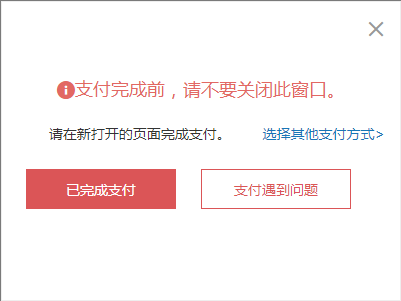 支付完成前，请不要关闭此窗口。
请在新打开的页面完成支付。 选择其他支付方式>
已完成支付 支付遇到问题